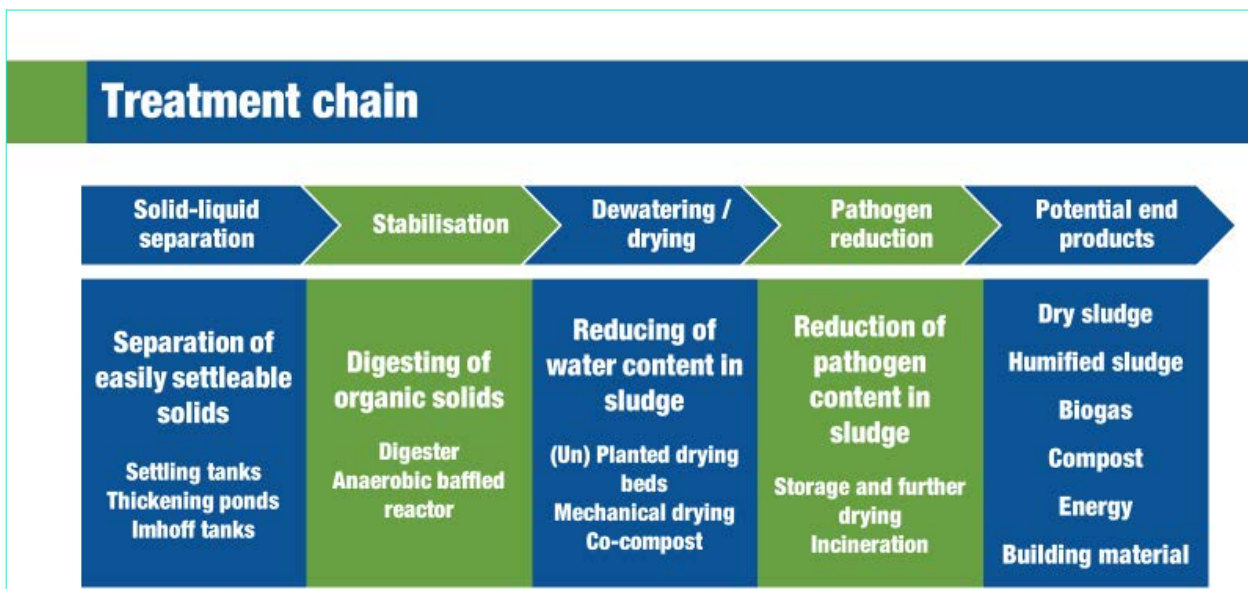 Treatment chain
Solid-liquid
separation
Stabilisation
Dewatering /
drying
Pathogen
reduction
Potential end
products
Separation of
easily settleable
solids
Settling tanks
Thickening ponds
Imhoff tanks
Digesting of
organic solids
Digester
Anaerobic baffled
reactor
Reducing of
water content in
sludge
(Un) Planted drying
beds
Mechanical drying
Co-compost
Reduction of
pathogen
content in
sludge
Storage and further
drying
Incineration
Dry sludge
Humified sludge
Biogas
Compost
Energy
Building material